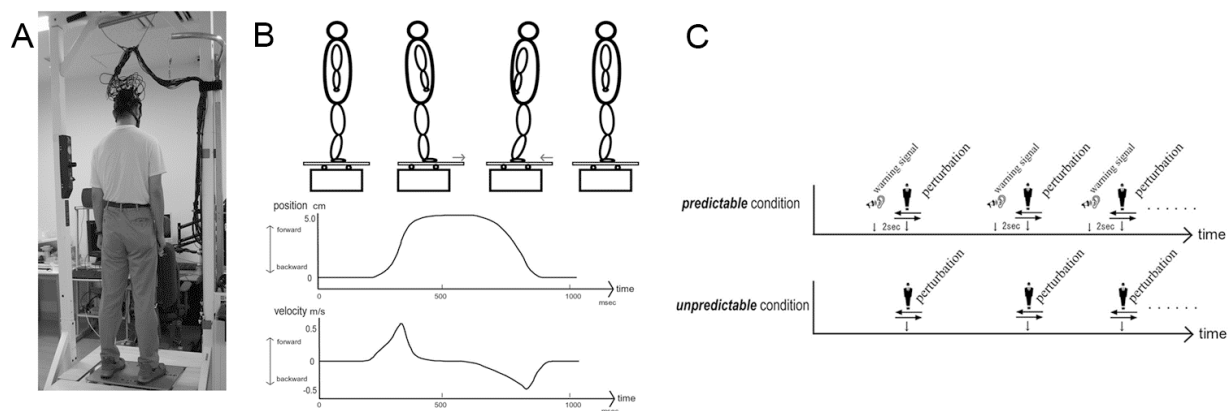 A
B
position cm
5.0
forward
backward
0
0
500
1000
time
msec
velocity m/s
0.5
forward
0
backward
-0.5
0
500
1000
time
msec
C
predictable condition
warning signal
perturbation
warning signal
perturbation
warning signal
perturbation
. . . . . .
2sec
2sec
2sec
time
unpredictable condition
perturbation
perturbation
perturbation
. . . . . .
time